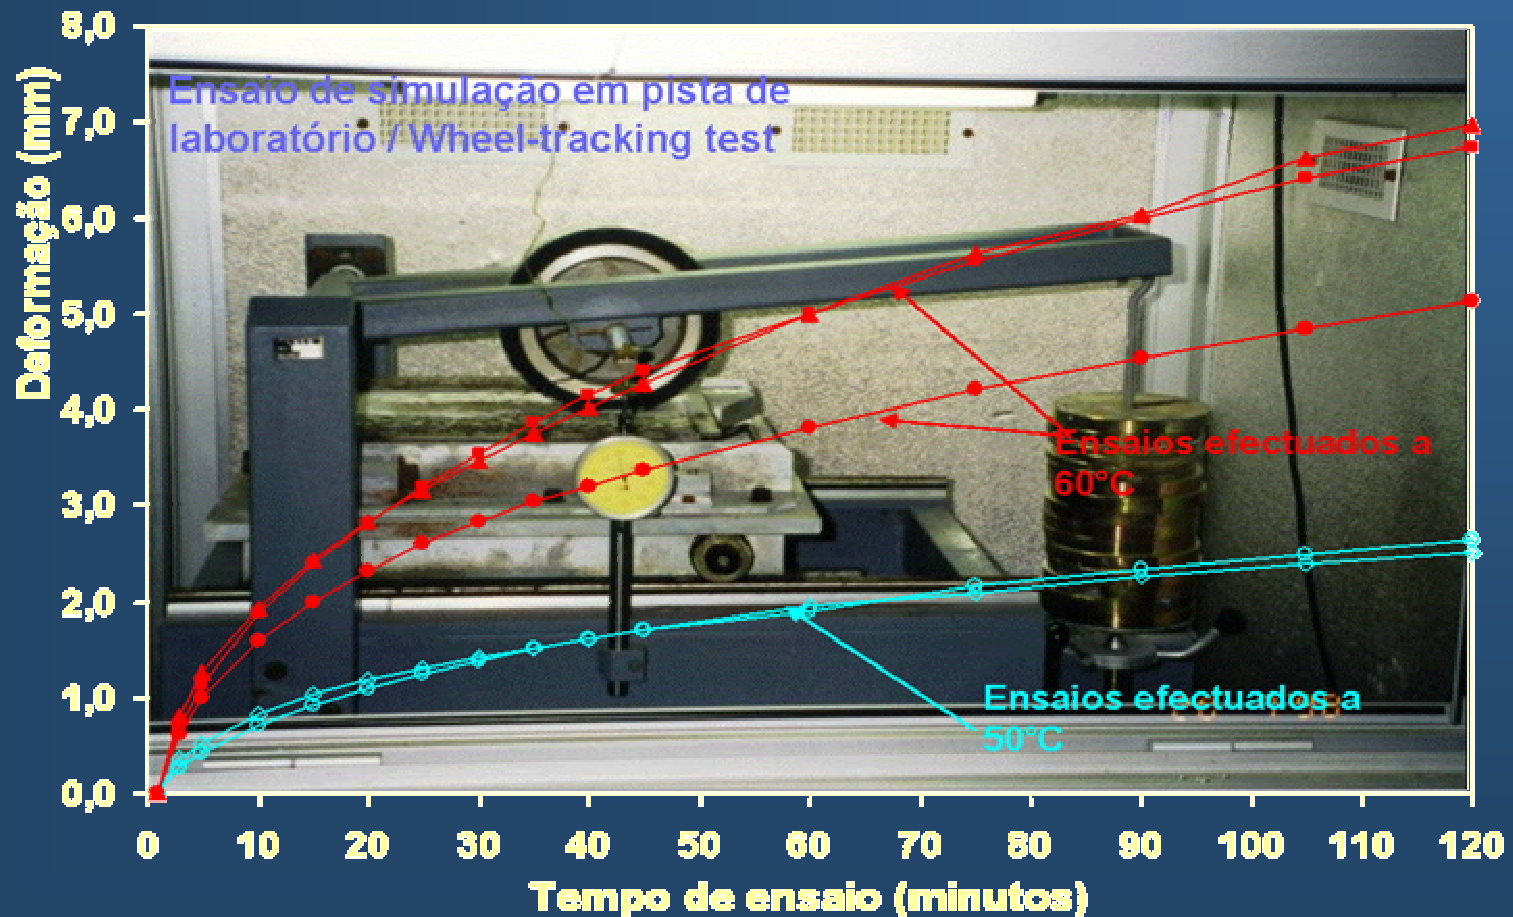 8,0
7,0
6,0
5,0
4,0
3,0
2,0
1,0
0,0
Deformação (mm)
Ensaio de simulação em pista de
laboratório / Wheel-tracking test
Ensaios efectuados a
60°C
Ensaios efectuados a
50°C
0 10 20 30 40 50 60 70 80 90 100 110 120
Tempo de ensaio (minutos)